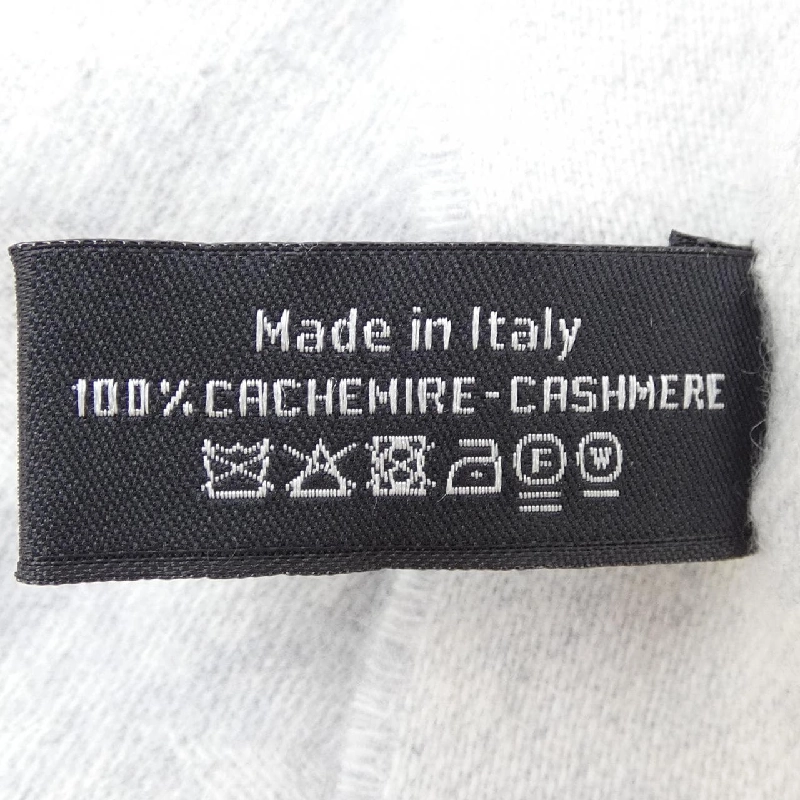 Made in Italy
100% CACHEMIRE-CASHMERE
F W